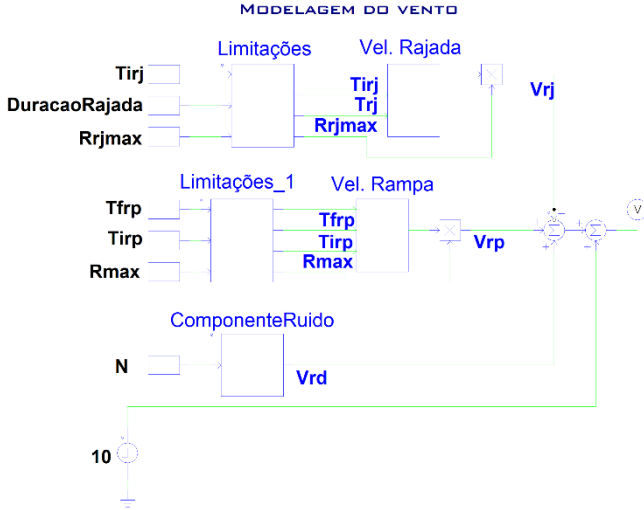 MODELAGEM DO VENTO
Limitações
Vel. Rajada
Tirj
Tirj
Trj
DuracaoRajada
Rrjmax
Rrjmax
Vrj
Limitações_1
Vel. Rampa
Tfrp
Tfrp
Tirp
Tirp
Rmax
Rmax
Vrp
V
ComponenteRuido
N
Vrd
10